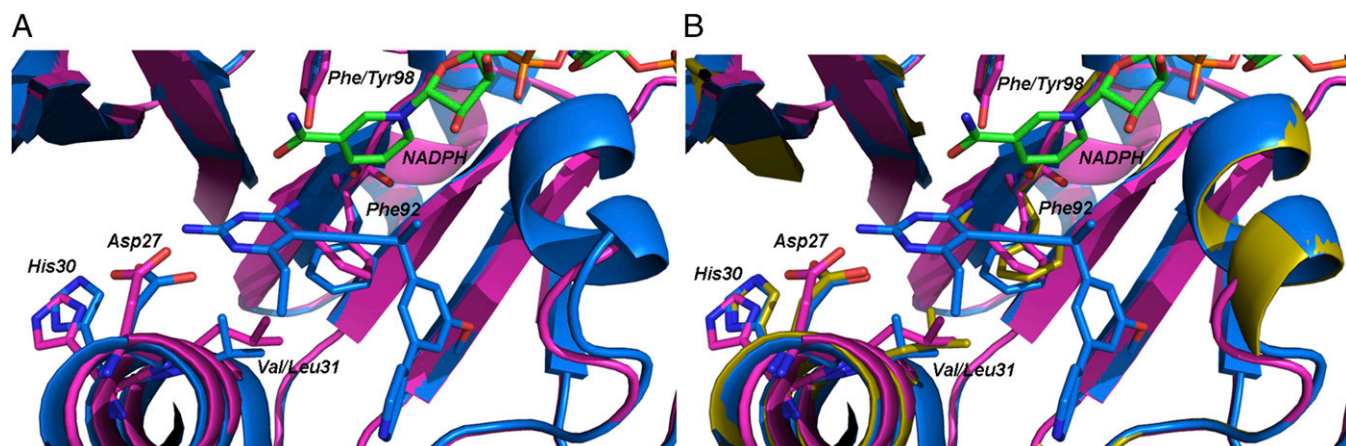 A
Phe/Tyr98
NADPH
Phe92
Asp27
His30
Val/Leu31
B
Phe/Tyr98
NADPH
Phe92
Asp27
His30
Val/Leu31